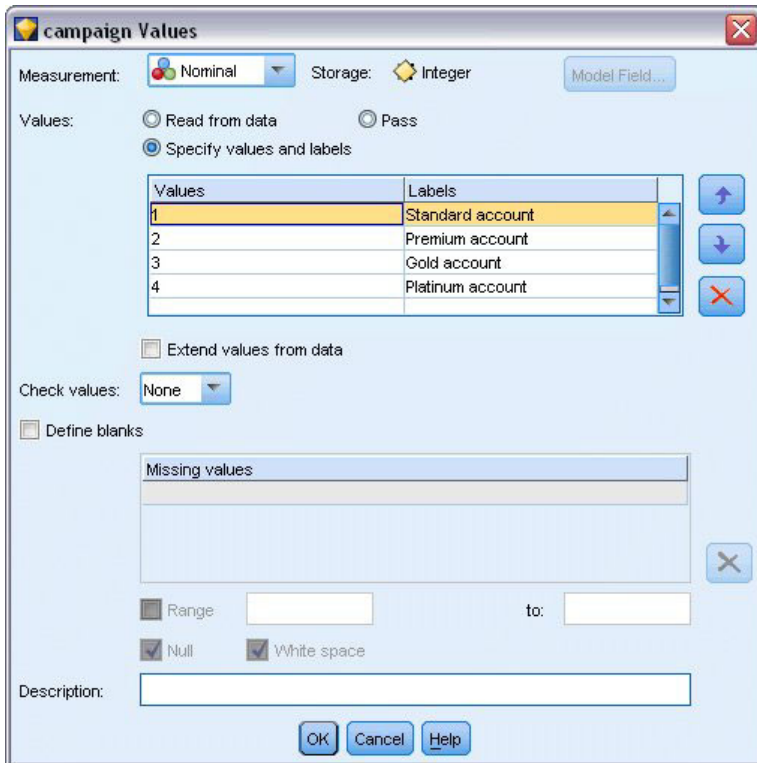 campaign Values
Measurement: Nominal Storage: Integer Model Field...
Values: Read from data Pass
Specify values and labels
Values Labels
1 Standard account
2 Premium account
3 Gold account
4 Platinum account
Extend values from data
Check values: None
Define blanks
Missing values
Range to:
Null White space
Description:
OK Cancel Help